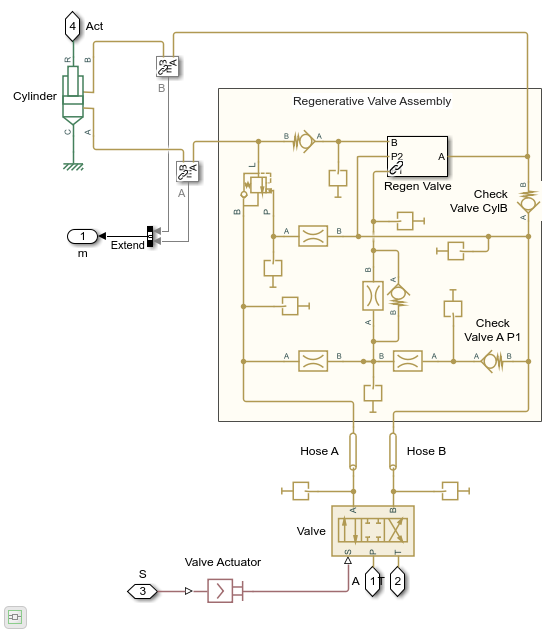 4 Act
R
B
Cylinder
C
A
B
A
B
A
B
A
Regenerative Valve Assembly
B
A
L
B
P
B
P2
A
Regen Valve
Check
Valve CylB
B
A
1
m
Extend
A
B
B
A
A
B
Check
Valve A P1
A
B
B
A
A
B
Hose A
Hose B
A
B
Valve
S
P
T
Valve Actuator
S
3
A
1
T
2